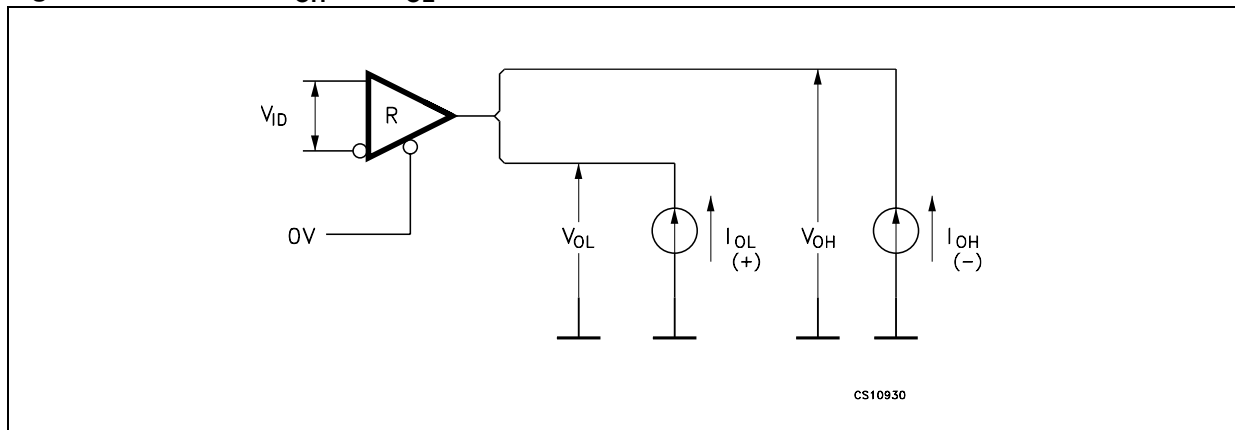 R
V_ID
0V
V_OL
I_OL
(+)
V_OH
I_OH
(–)
CS10930